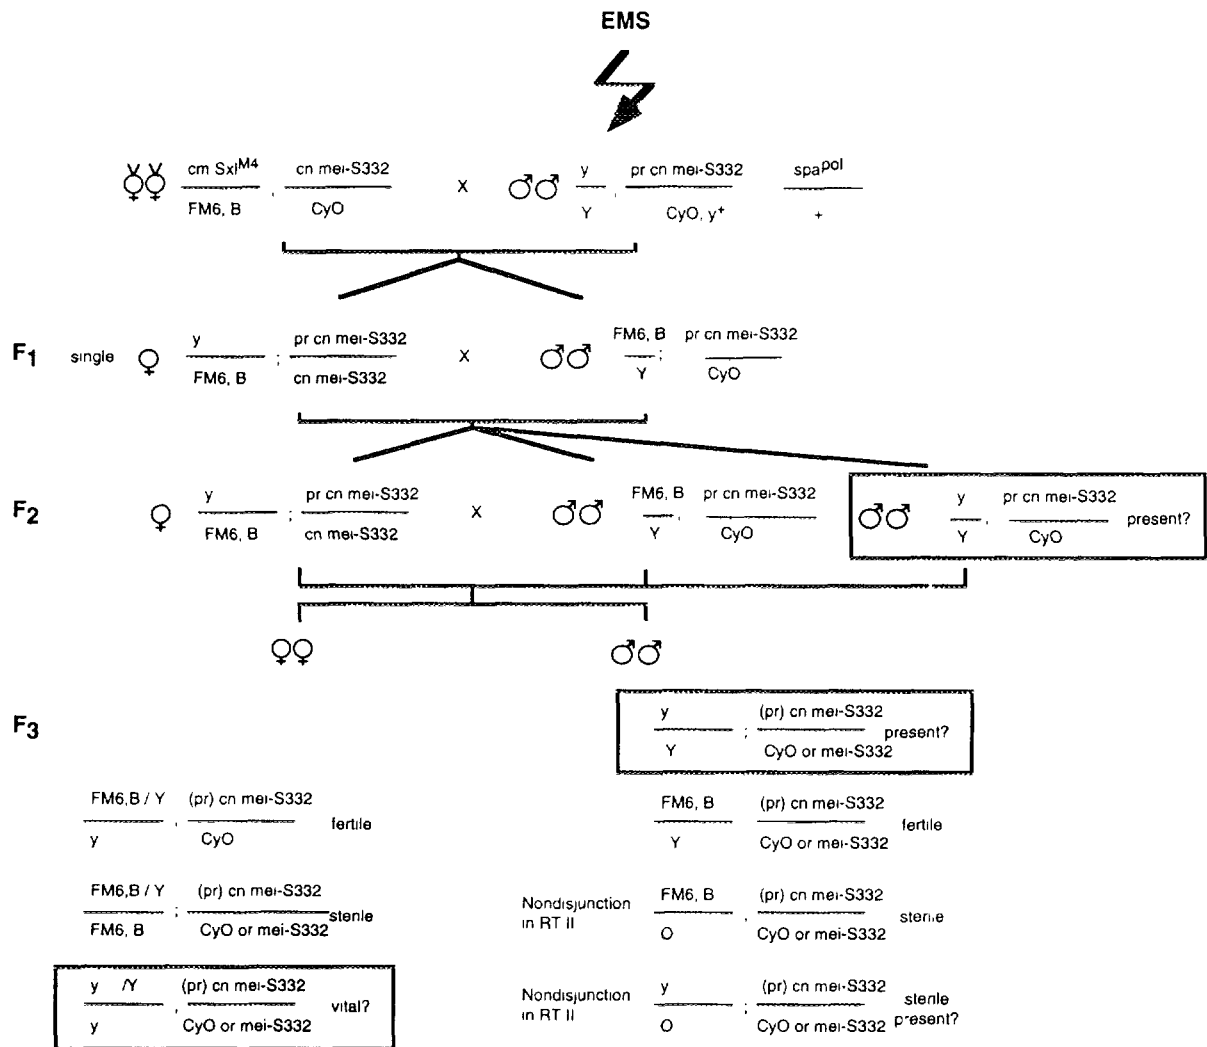 EMS
cm Sxl^M4 cn mei-S332 X y pr cn mei-S332 spa^pol
FM6, B , CyO Y , CyO, y+ +
F1 single y pr cn mei-S332 X FM6, B pr cn mei-S332
FM6, B ; cn mei-S332 Y ; CyO
F2 y pr cn mei-S332 X FM6, B pr cn mei-S332 y pr cn mei-S332 present?
FM6, B ; cn mei-S332 Y , CyO Y , CyO
F3
y (pr) cn mei-S332 present?
Y ; CyO or mei-S332
FM6,B / Y (pr) cn mei-S332 fertile
y , CyO
FM6, B (pr) cn mei-S332 fertile
Y CyO or mei-S332
FM6,B / Y (pr) cn mei-S332 sterile
FM6, B ; CyO or mei-S332
Nondisjunction in RT II FM6, B (pr) cn mei-S332 sterile
O , CyO or mei-S332
y /Y (pr) cn mei-S332 vital?
y , CyO or mei-S332
Nondisjunction in RT II y (pr) cn mei-S332 sterile
O ; CyO or mei-S332 present?